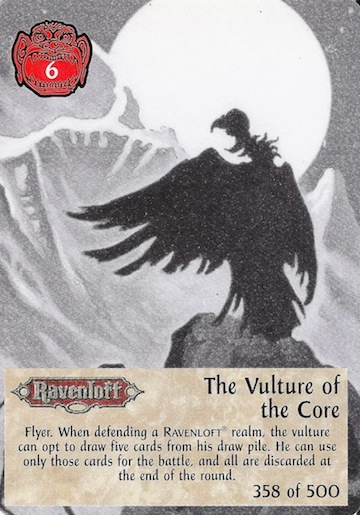 6
Ravenloft
The Vulture of
the Core
Flyer. When defending a RAVENLOFT® realm, the vulture
can opt to draw five cards from his draw pile. He can use
only those cards for the battle, and all are discarded at
the end of the round.
358 of 500